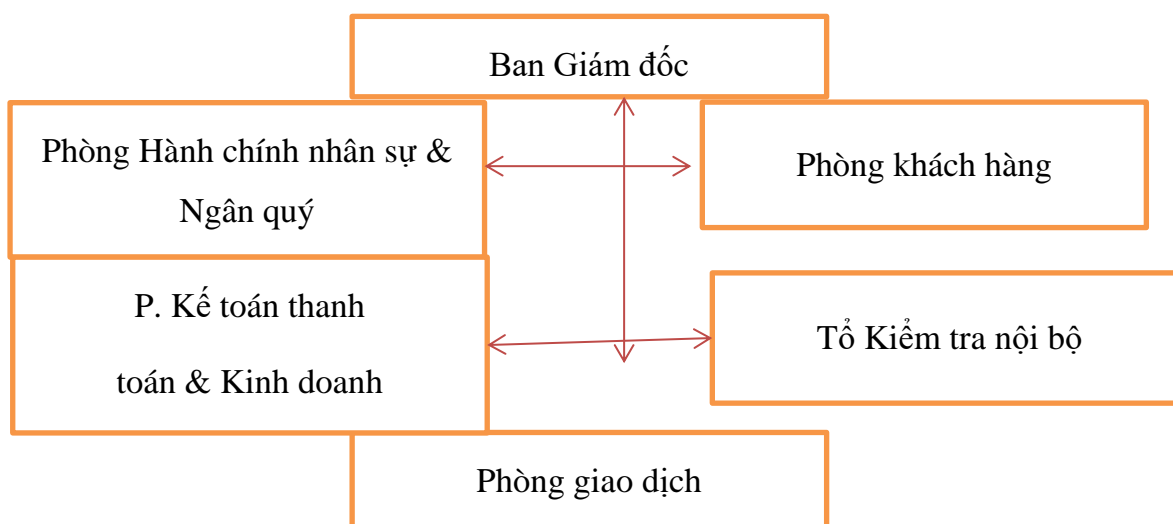 Ban Giám đốc
Phòng Hành chính nhân sự &
Ngân quý
Phòng khách hàng
P. Kế toán thanh
toán & Kinh doanh
Tổ Kiểm tra nội bộ
Phòng giao dịch